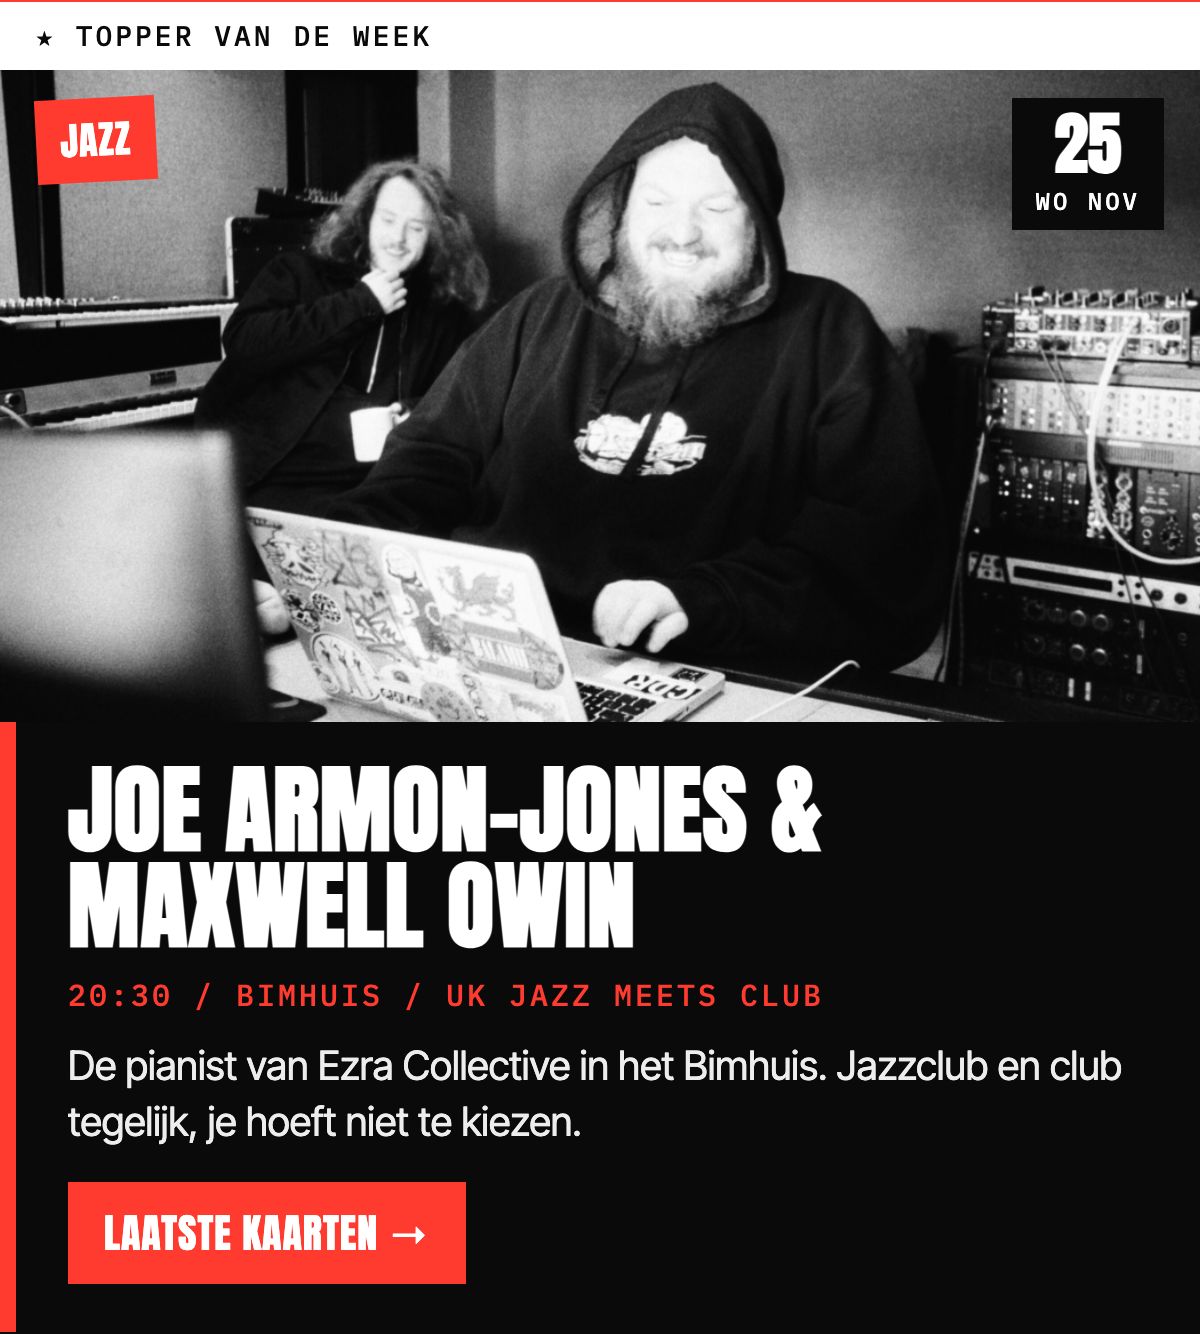 ★ TOPPER VAN DE WEEK
JAZZ
25
WO NOV
JOE ARMON-JONES &
MAXWELL OWIN
20:30 / BIMHUIS / UK JAZZ MEETS CLUB
De pianist van Ezra Collective in het Bimhuis. Jazzclub en club
tegelijk, je hoeft niet te kiezen.
LAATSTE KAARTEN →